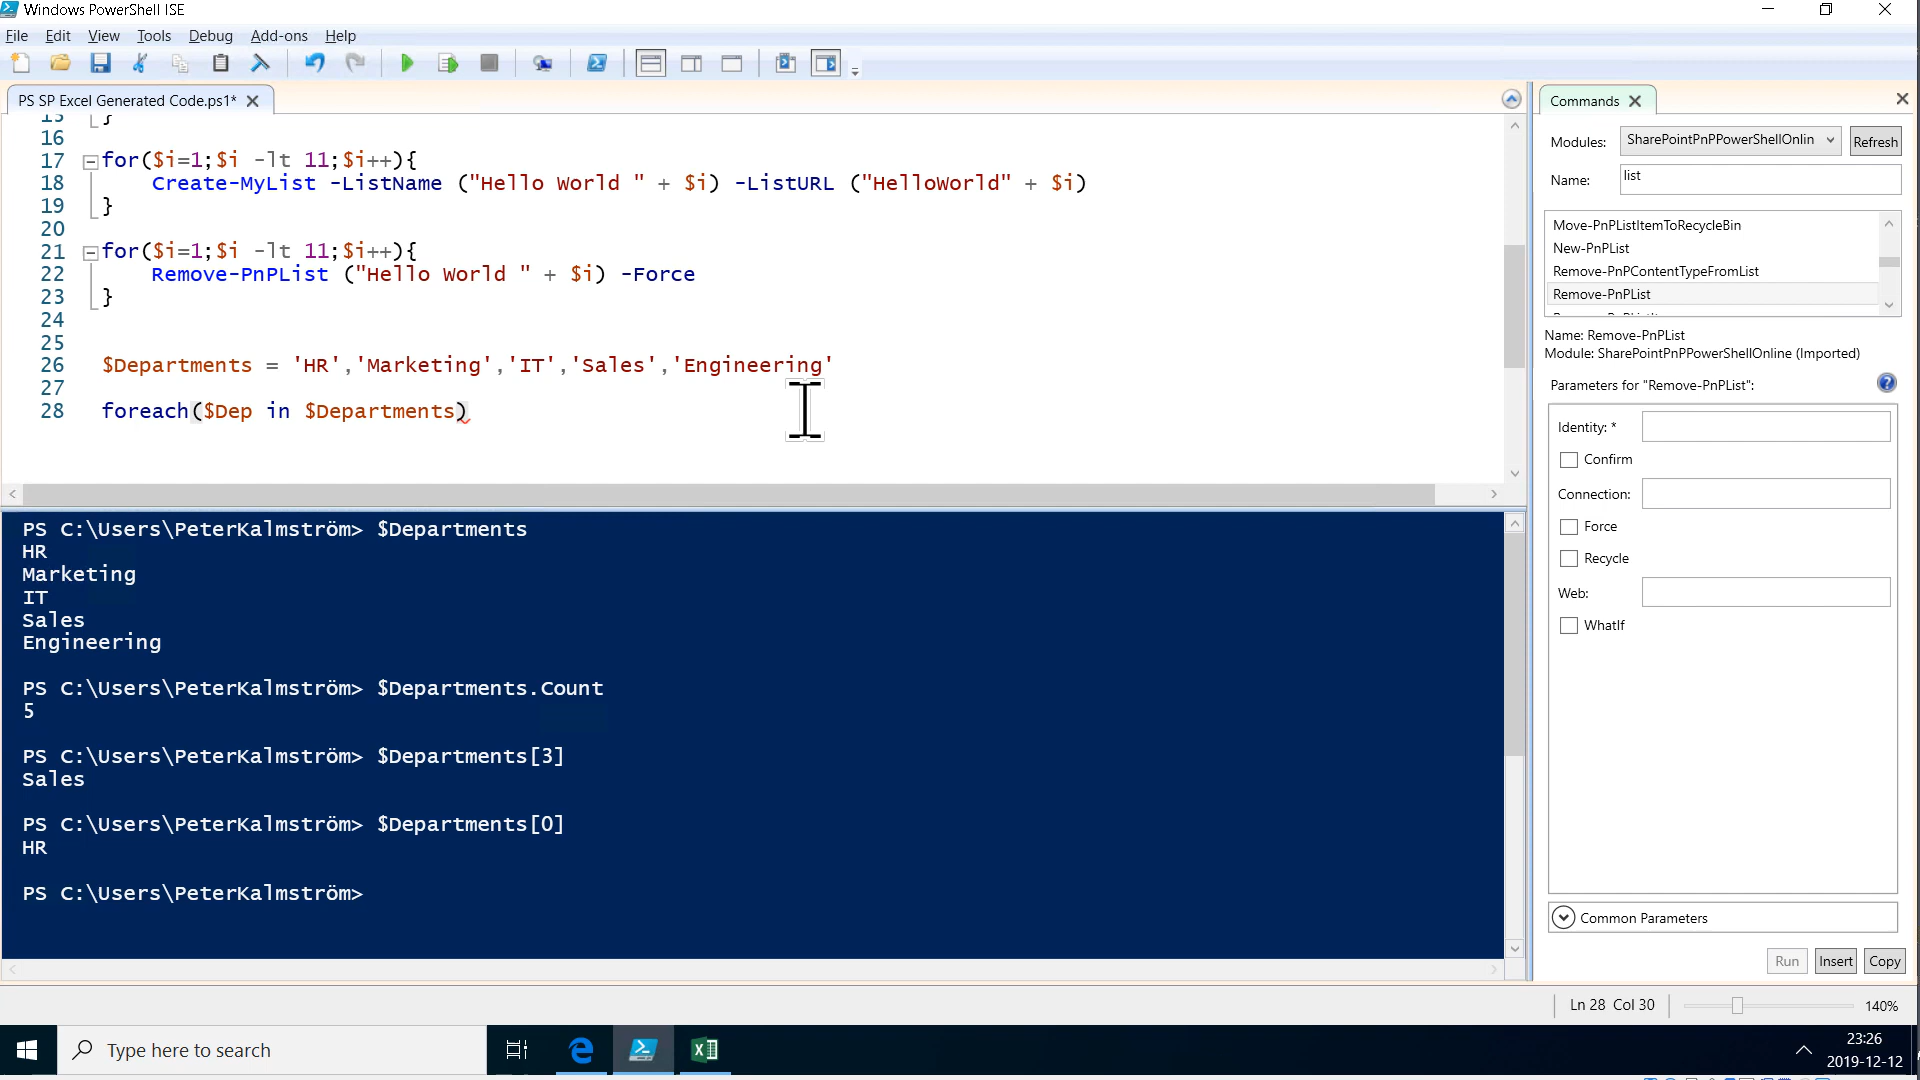 Windows PowerShell ISE
File Edit View Tools Debug Add-ons Help
PS SP Excel Generated Code.ps1*
15 }
16
17 for($i=1;$i -lt 11;$i++){
18 Create-MyList -ListName ("Hello World " + $i) -ListURL ("HelloWorld" + $i)
19 }
20
21 for($i=1;$i -lt 11;$i++){
22 Remove-PnPList ("Hello World " + $i) -Force
23 }
24
25
26 $Departments = 'HR','Marketing','IT','Sales','Engineering'
27
28 foreach($Dep in $Departments)
PS C:\Users\PeterKalmström> $Departments
HR
Marketing
IT
Sales
Engineering
PS C:\Users\PeterKalmström> $Departments.Count
5
PS C:\Users\PeterKalmström> $Departments[3]
Sales
PS C:\Users\PeterKalmström> $Departments[0]
HR
PS C:\Users\PeterKalmström>
Commands
Modules: SharePointPnPPowerShellOnlin Refresh
Name: list
Move-PnPListItemToRecycleBin
New-PnPList
Remove-PnPContentTypeFromList
Remove-PnPList
Name: Remove-PnPList
Module: SharePointPnPPowerShellOnline (Imported)
Parameters for "Remove-PnPList":
Identity: *
Confirm
Connection:
Force
Recycle
Web:
WhatIf
Common Parameters
Run Insert Copy
Ln 28 Col 30 140%
Type here to search
23:26
2019-12-12